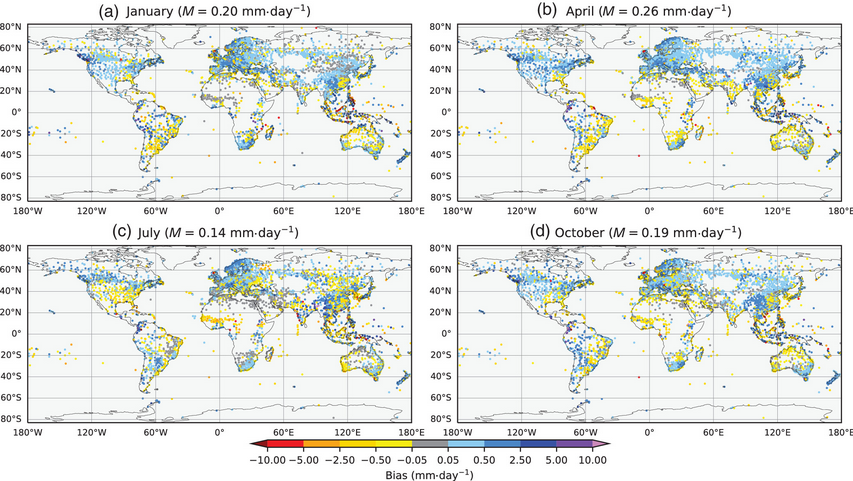 (a) January (M = 0.20 mm·day⁻¹)
(b) April (M = 0.26 mm·day⁻¹)
80°N 80°N
60°N 60°N
40°N 40°N
20°N 20°N
0° 0°
20°S 20°S
40°S 40°S
60°S 60°S
80°S 80°S
180°W 120°W 60°W 0° 60°E 120°E 180°E 180°W 120°W 60°W 0° 60°E 120°E 180°E
(c) July (M = 0.14 mm·day⁻¹)
(d) October (M = 0.19 mm·day⁻¹)
80°N 80°N
60°N 60°N
40°N 40°N
20°N 20°N
0° 0°
20°S 20°S
40°S 40°S
60°S 60°S
80°S 80°S
180°W 120°W 60°W 0° 60°E 120°E 180°E 180°W 120°W 60°W 0° 60°E 120°E 180°E
−10.00 −5.00 −2.50 −0.50 −0.05 0.05 0.50 2.50 5.00 10.00
Bias (mm·day⁻¹)